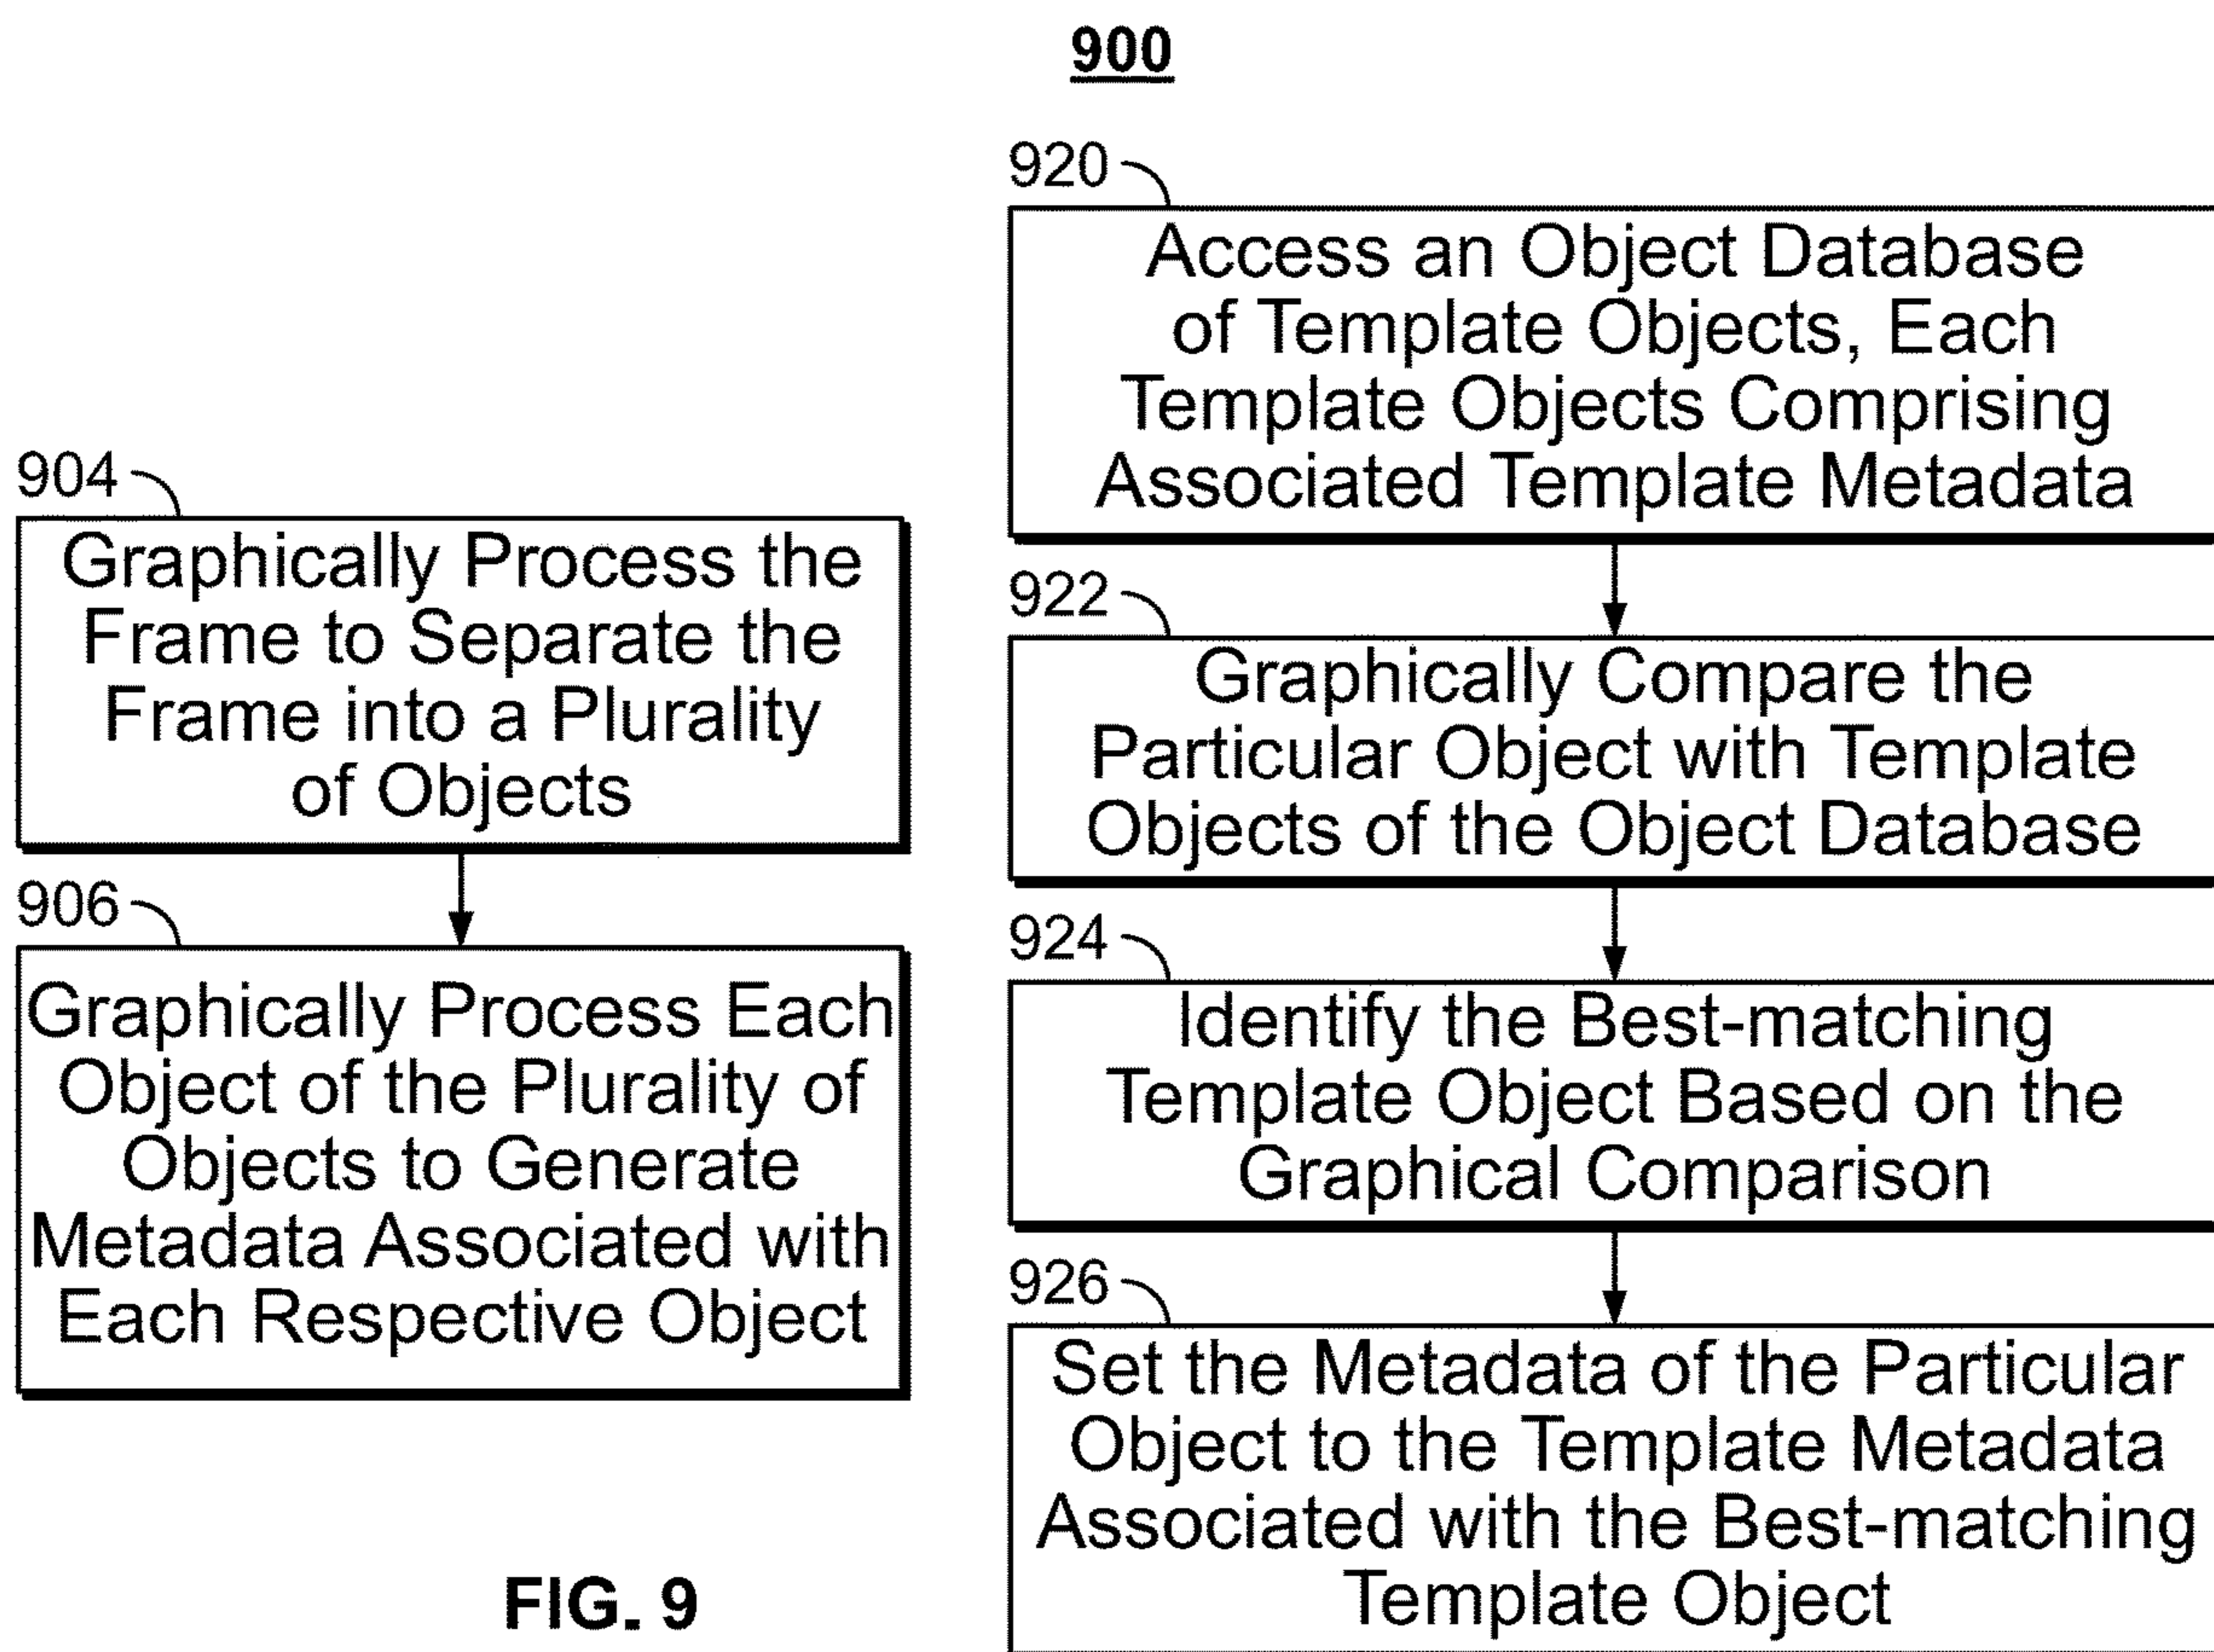 900
904
Graphically Process the
Frame to Separate the
Frame into a Plurality
of Objects
906
Graphically Process Each
Object of the Plurality of
Objects to Generate
Metadata Associated with
Each Respective Object
920
Access an Object Database
of Template Objects, Each
Template Objects Comprising
Associated Template Metadata
922
Graphically Compare the
Particular Object with Template
Objects of the Object Database
924
Identify the Best-matching
Template Object Based on the
Graphical Comparison
926
Set the Metadata of the Particular
Object to the Template Metadata
Associated with the Best-matching
Template Object
FIG. 9